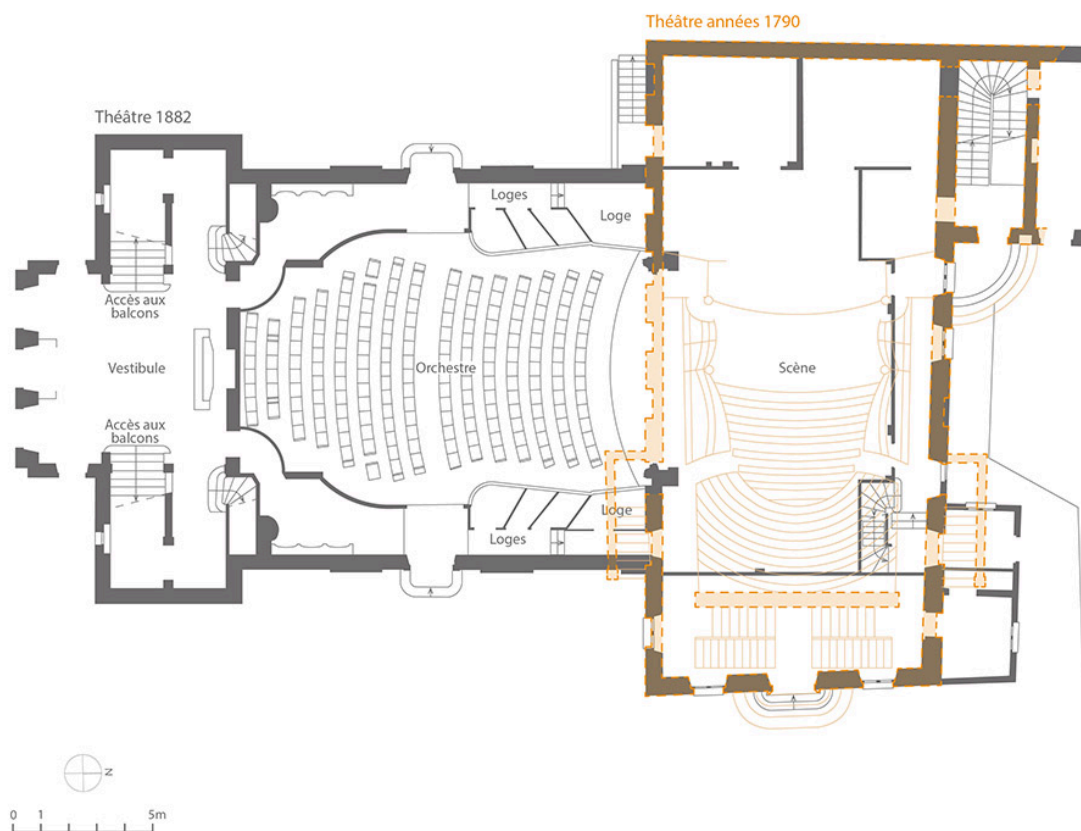 Théâtre années 1790
Théâtre 1882
Loges
Loge
Accès aux
balcons
Vestibule
Orchestre
Scène
Accès aux
balcons
Loge
Loges
N
0 1 5m